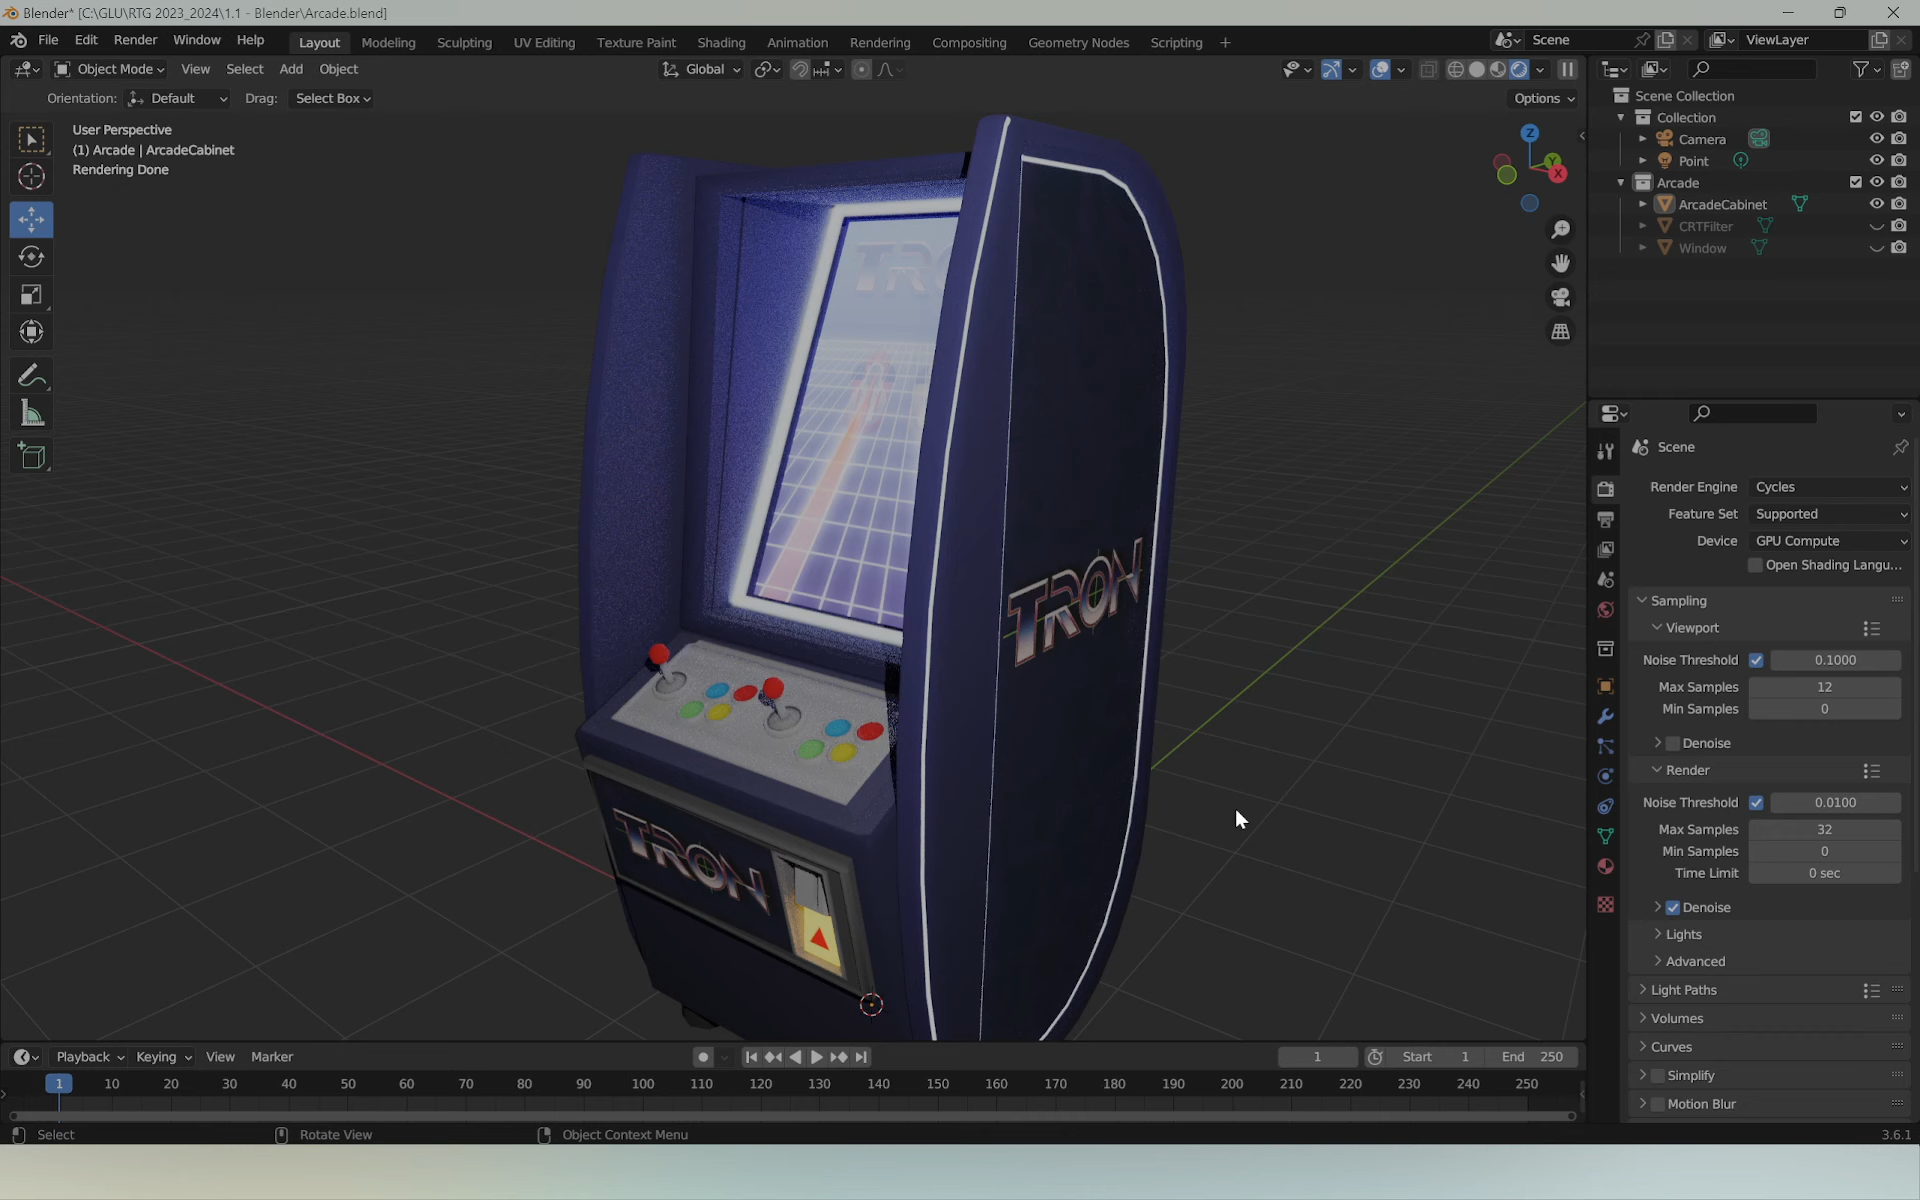 Blender* [C:\GLU\RTG 2023_2024\1.1 - Blender\Arcade.blend]
File Edit Render Window Help Layout Modeling Sculpting UV Editing Texture Paint Shading Animation Rendering Compositing Geometry Nodes Scripting + Scene ViewLayer
Object Mode View Select Add Object Global
Orientation: Default Drag: Select Box Options
User Perspective
(1) Arcade | ArcadeCabinet
Rendering Done
Z
Y
X
TRON
TRON
Scene Collection
Collection
Camera
Point
Arcade
ArcadeCabinet
CRTFilter
Window
Scene
Render Engine Cycles
Feature Set Supported
Device GPU Compute
Open Shading Langu...
Sampling
Viewport
Noise Threshold 0.1000
Max Samples 12
Min Samples 0
Denoise
Render
Noise Threshold 0.0100
Max Samples 32
Min Samples 0
Time Limit 0 sec
Denoise
Lights
Advanced
Light Paths
Volumes
Curves
Simplify
Motion Blur
Playback Keying View Marker 1 Start 1 End 250
1 10 20 30 40 50 60 70 80 90 100 110 120 130 140 150 160 170 180 190 200 210 220 230 240 250
Select Rotate View Object Context Menu 3.6.1